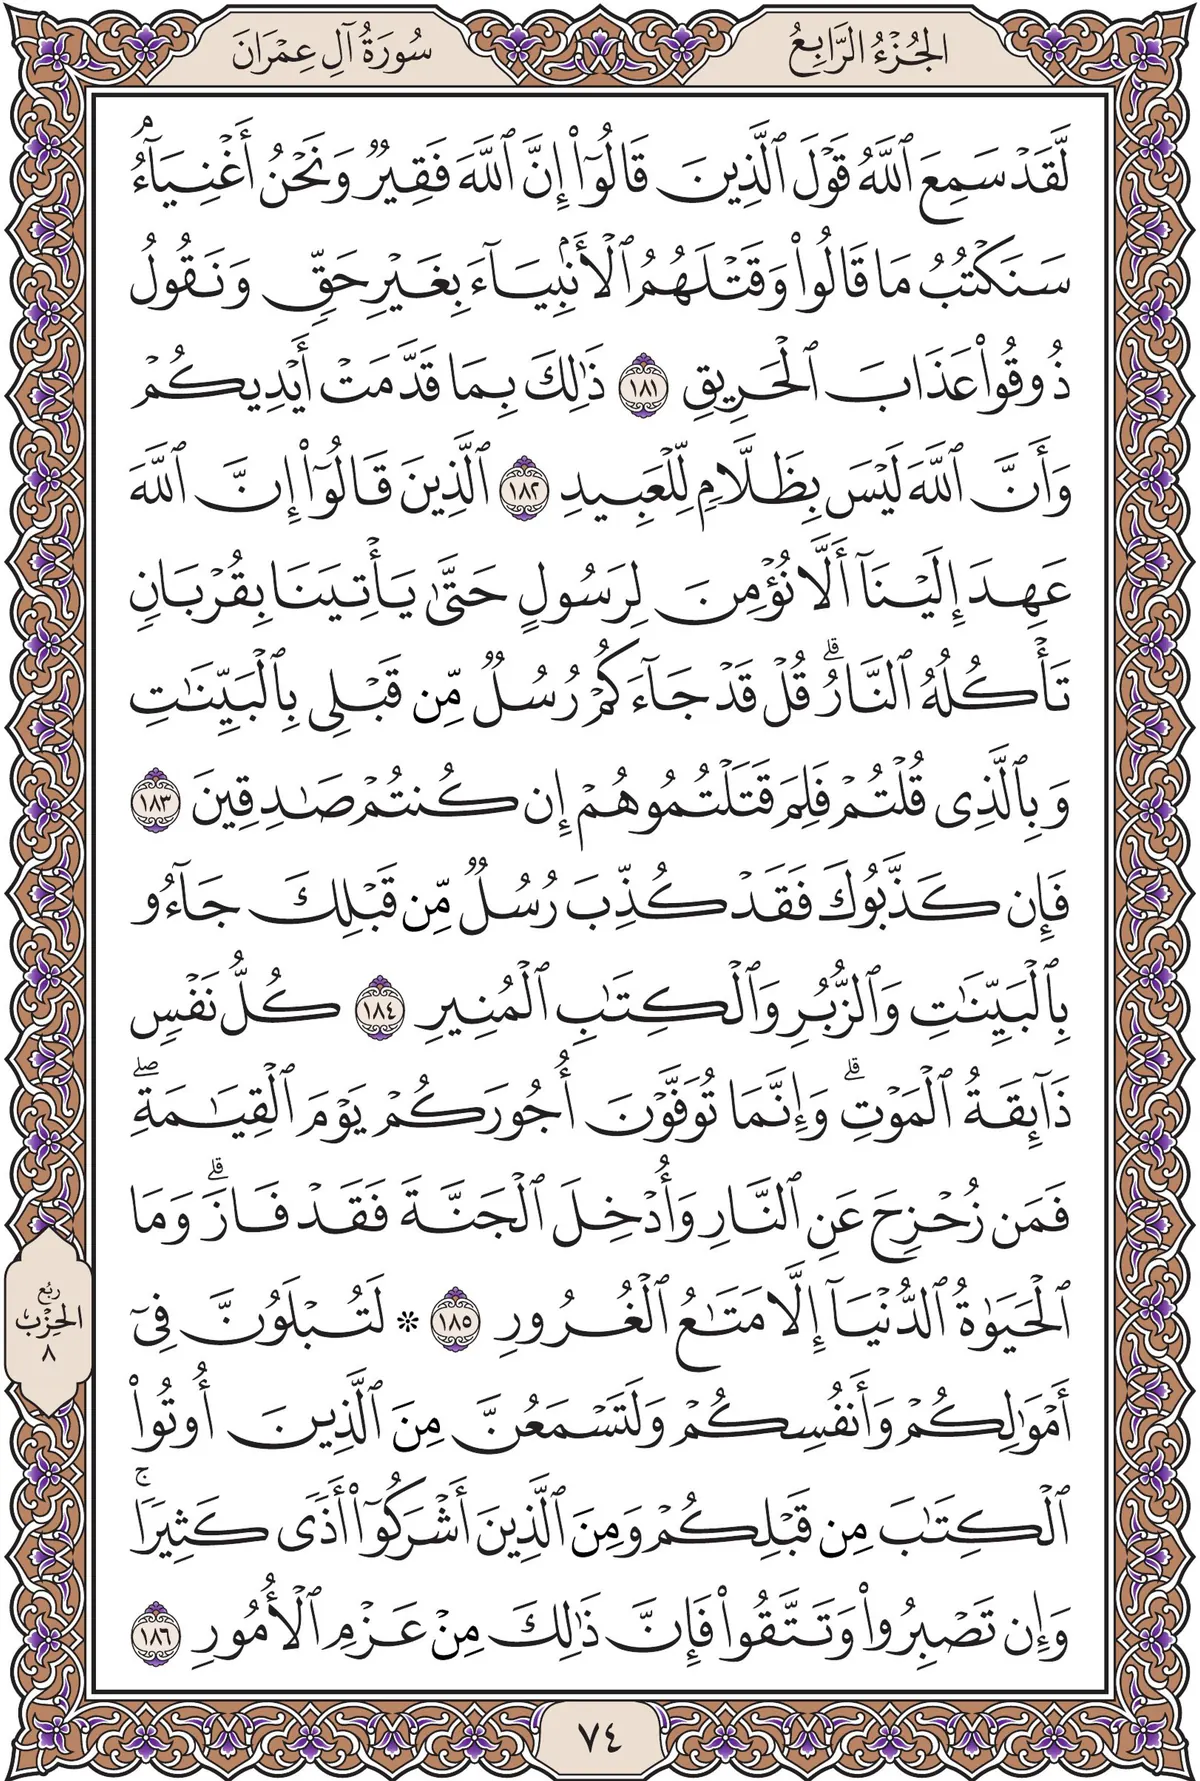 الجُزْءُ الرَّابِعُ
سُورَةُ آلِ عِمْرَانَ
لَّقَدْ سَمِعَ ٱللَّهُ قَوْلَ ٱلَّذِينَ قَالُوٓا۟ إِنَّ ٱللَّهَ فَقِيرٌ وَنَحْنُ أَغْنِيَآءُ ۘ
سَنَكْتُبُ مَا قَالُوا۟ وَقَتْلَهُمُ ٱلْأَنۢبِيَآءَ بِغَيْرِ حَقٍّ وَنَقُولُ
ذُوقُوا۟ عَذَابَ ٱلْحَرِيقِ ١٨١ ذَٰلِكَ بِمَا قَدَّمَتْ أَيْدِيكُمْ
وَأَنَّ ٱللَّهَ لَيْسَ بِظَلَّامٍ لِّلْعَبِيدِ ١٨٢ ٱلَّذِينَ قَالُوٓا۟ إِنَّ ٱللَّهَ
عَهِدَ إِلَيْنَآ أَلَّا نُؤْمِنَ لِرَسُولٍ حَتَّىٰ يَأْتِيَنَا بِقُرْبَانٍ
تَأْكُلُهُ ٱلنَّارُ ۗ قُلْ قَدْ جَآءَكُمْ رُسُلٌ مِّن قَبْلِى بِٱلْبَيِّنَٰتِ
وَبِٱلَّذِى قُلْتُمْ فَلِمَ قَتَلْتُمُوهُمْ إِن كُنتُمْ صَٰدِقِينَ ١٨٣
فَإِن كَذَّبُوكَ فَقَدْ كُذِّبَ رُسُلٌ مِّن قَبْلِكَ جَآءُو
بِٱلْبَيِّنَٰتِ وَٱلزُّبُرِ وَٱلْكِتَٰبِ ٱلْمُنِيرِ ١٨٤ كُلُّ نَفْسٍ
ذَآئِقَةُ ٱلْمَوْتِ ۗ وَإِنَّمَا تُوَفَّوْنَ أُجُورَكُمْ يَوْمَ ٱلْقِيَٰمَةِ ۖ
فَمَن زُحْزِحَ عَنِ ٱلنَّارِ وَأُدْخِلَ ٱلْجَنَّةَ فَقَدْ فَازَ ۗ وَمَا
ٱلْحَيَوٰةُ ٱلدُّنْيَآ إِلَّا مَتَٰعُ ٱلْغُرُورِ ١٨٥ * لَتُبْلَوُنَّ فِىٓ
أَمْوَٰلِكُمْ وَأَنفُسِكُمْ وَلَتَسْمَعُنَّ مِنَ ٱلَّذِينَ أُوتُوا۟
ٱلْكِتَٰبَ مِن قَبْلِكُمْ وَمِنَ ٱلَّذِينَ أَشْرَكُوٓا۟ أَذًى كَثِيرًا ۚ
وَإِن تَصْبِرُوا۟ وَتَتَّقُوا۟ فَإِنَّ ذَٰلِكَ مِنْ عَزْمِ ٱلْأُمُورِ ١٨٦
رُبُع
الحِزْب
٨
٧٤